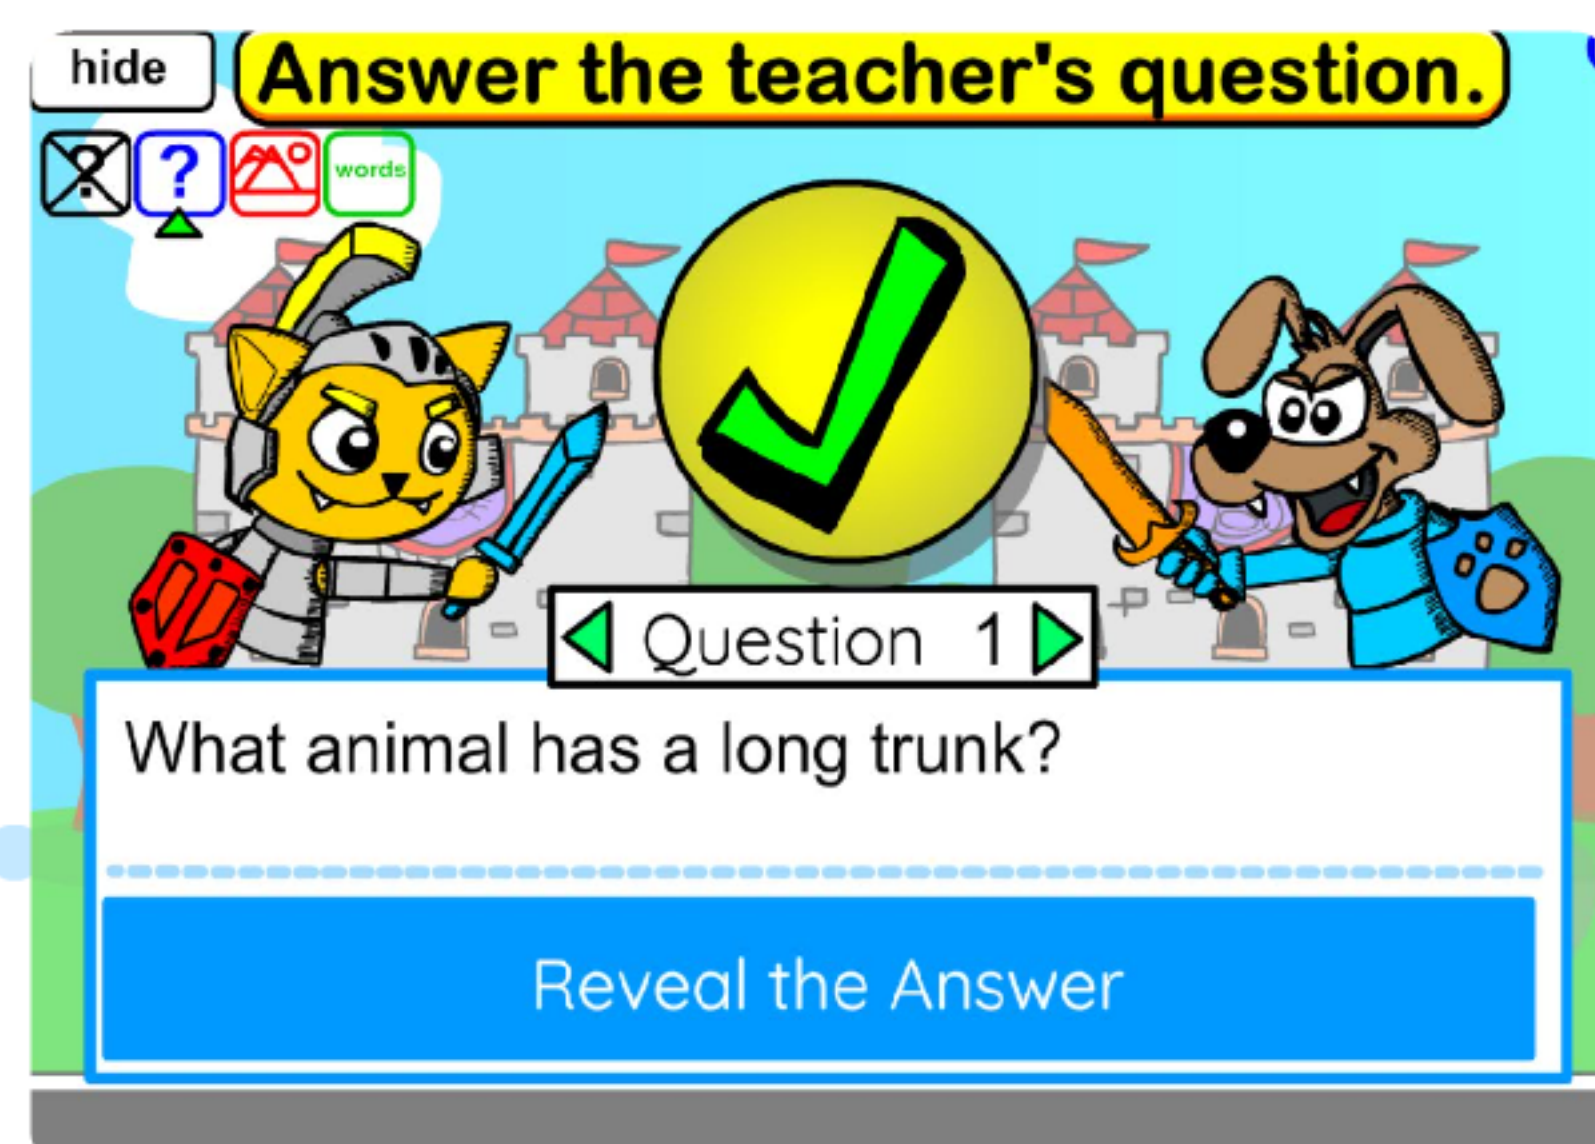 hide
Answer the teacher's question.
?
?
words
Question 1
What animal has a long trunk?
Reveal the Answer